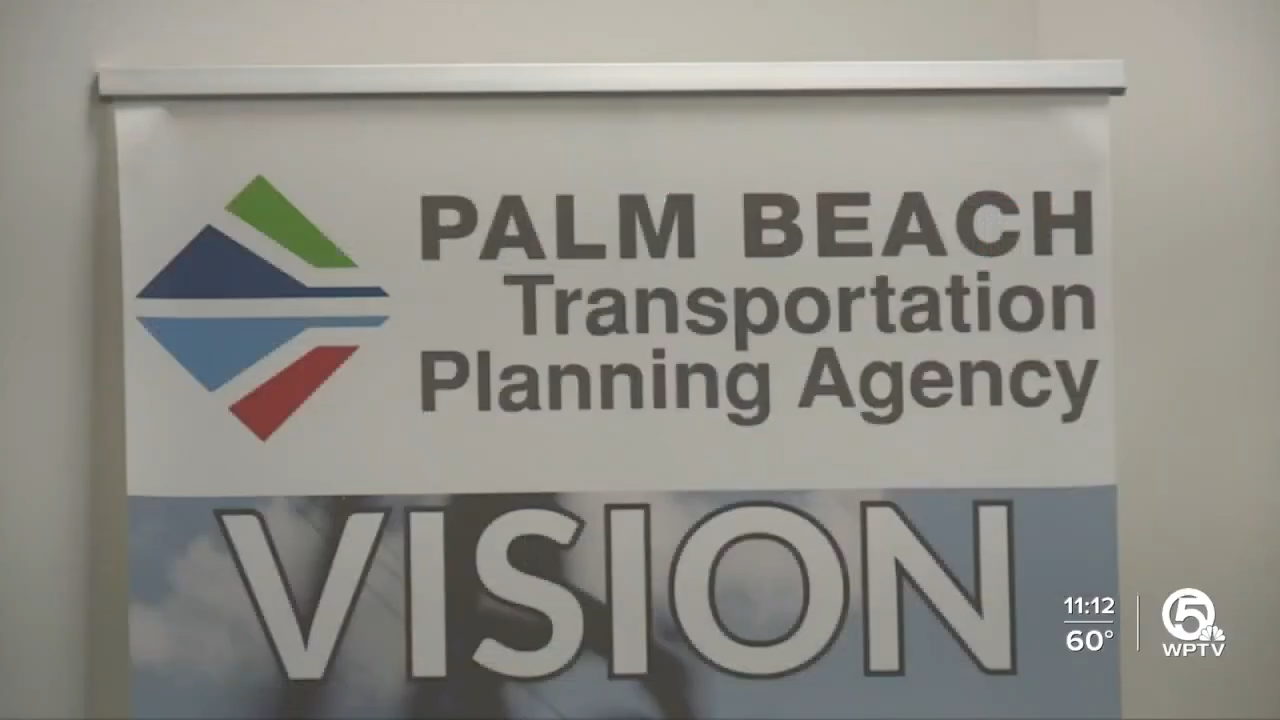 PALM BEACH
Transportation
Planning Agency
VISION
11:12
60°
5
WPTV